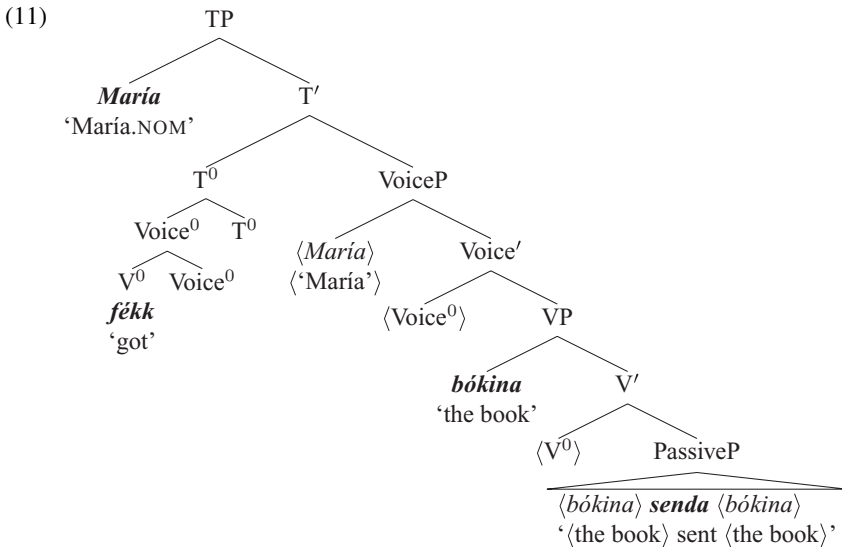 (11)
TP
María T′
‘María.NOM’
T⁰ VoiceP
Voice⁰ T⁰ ⟨María⟩ Voice′
⟨‘María’⟩
V⁰ Voice⁰ ⟨Voice⁰⟩ VP
fékk
‘got’
bókina V′
‘the book’
⟨V⁰⟩ PassiveP
⟨bókina⟩ senda ⟨bókina⟩
‘⟨the book⟩ sent ⟨the book⟩’